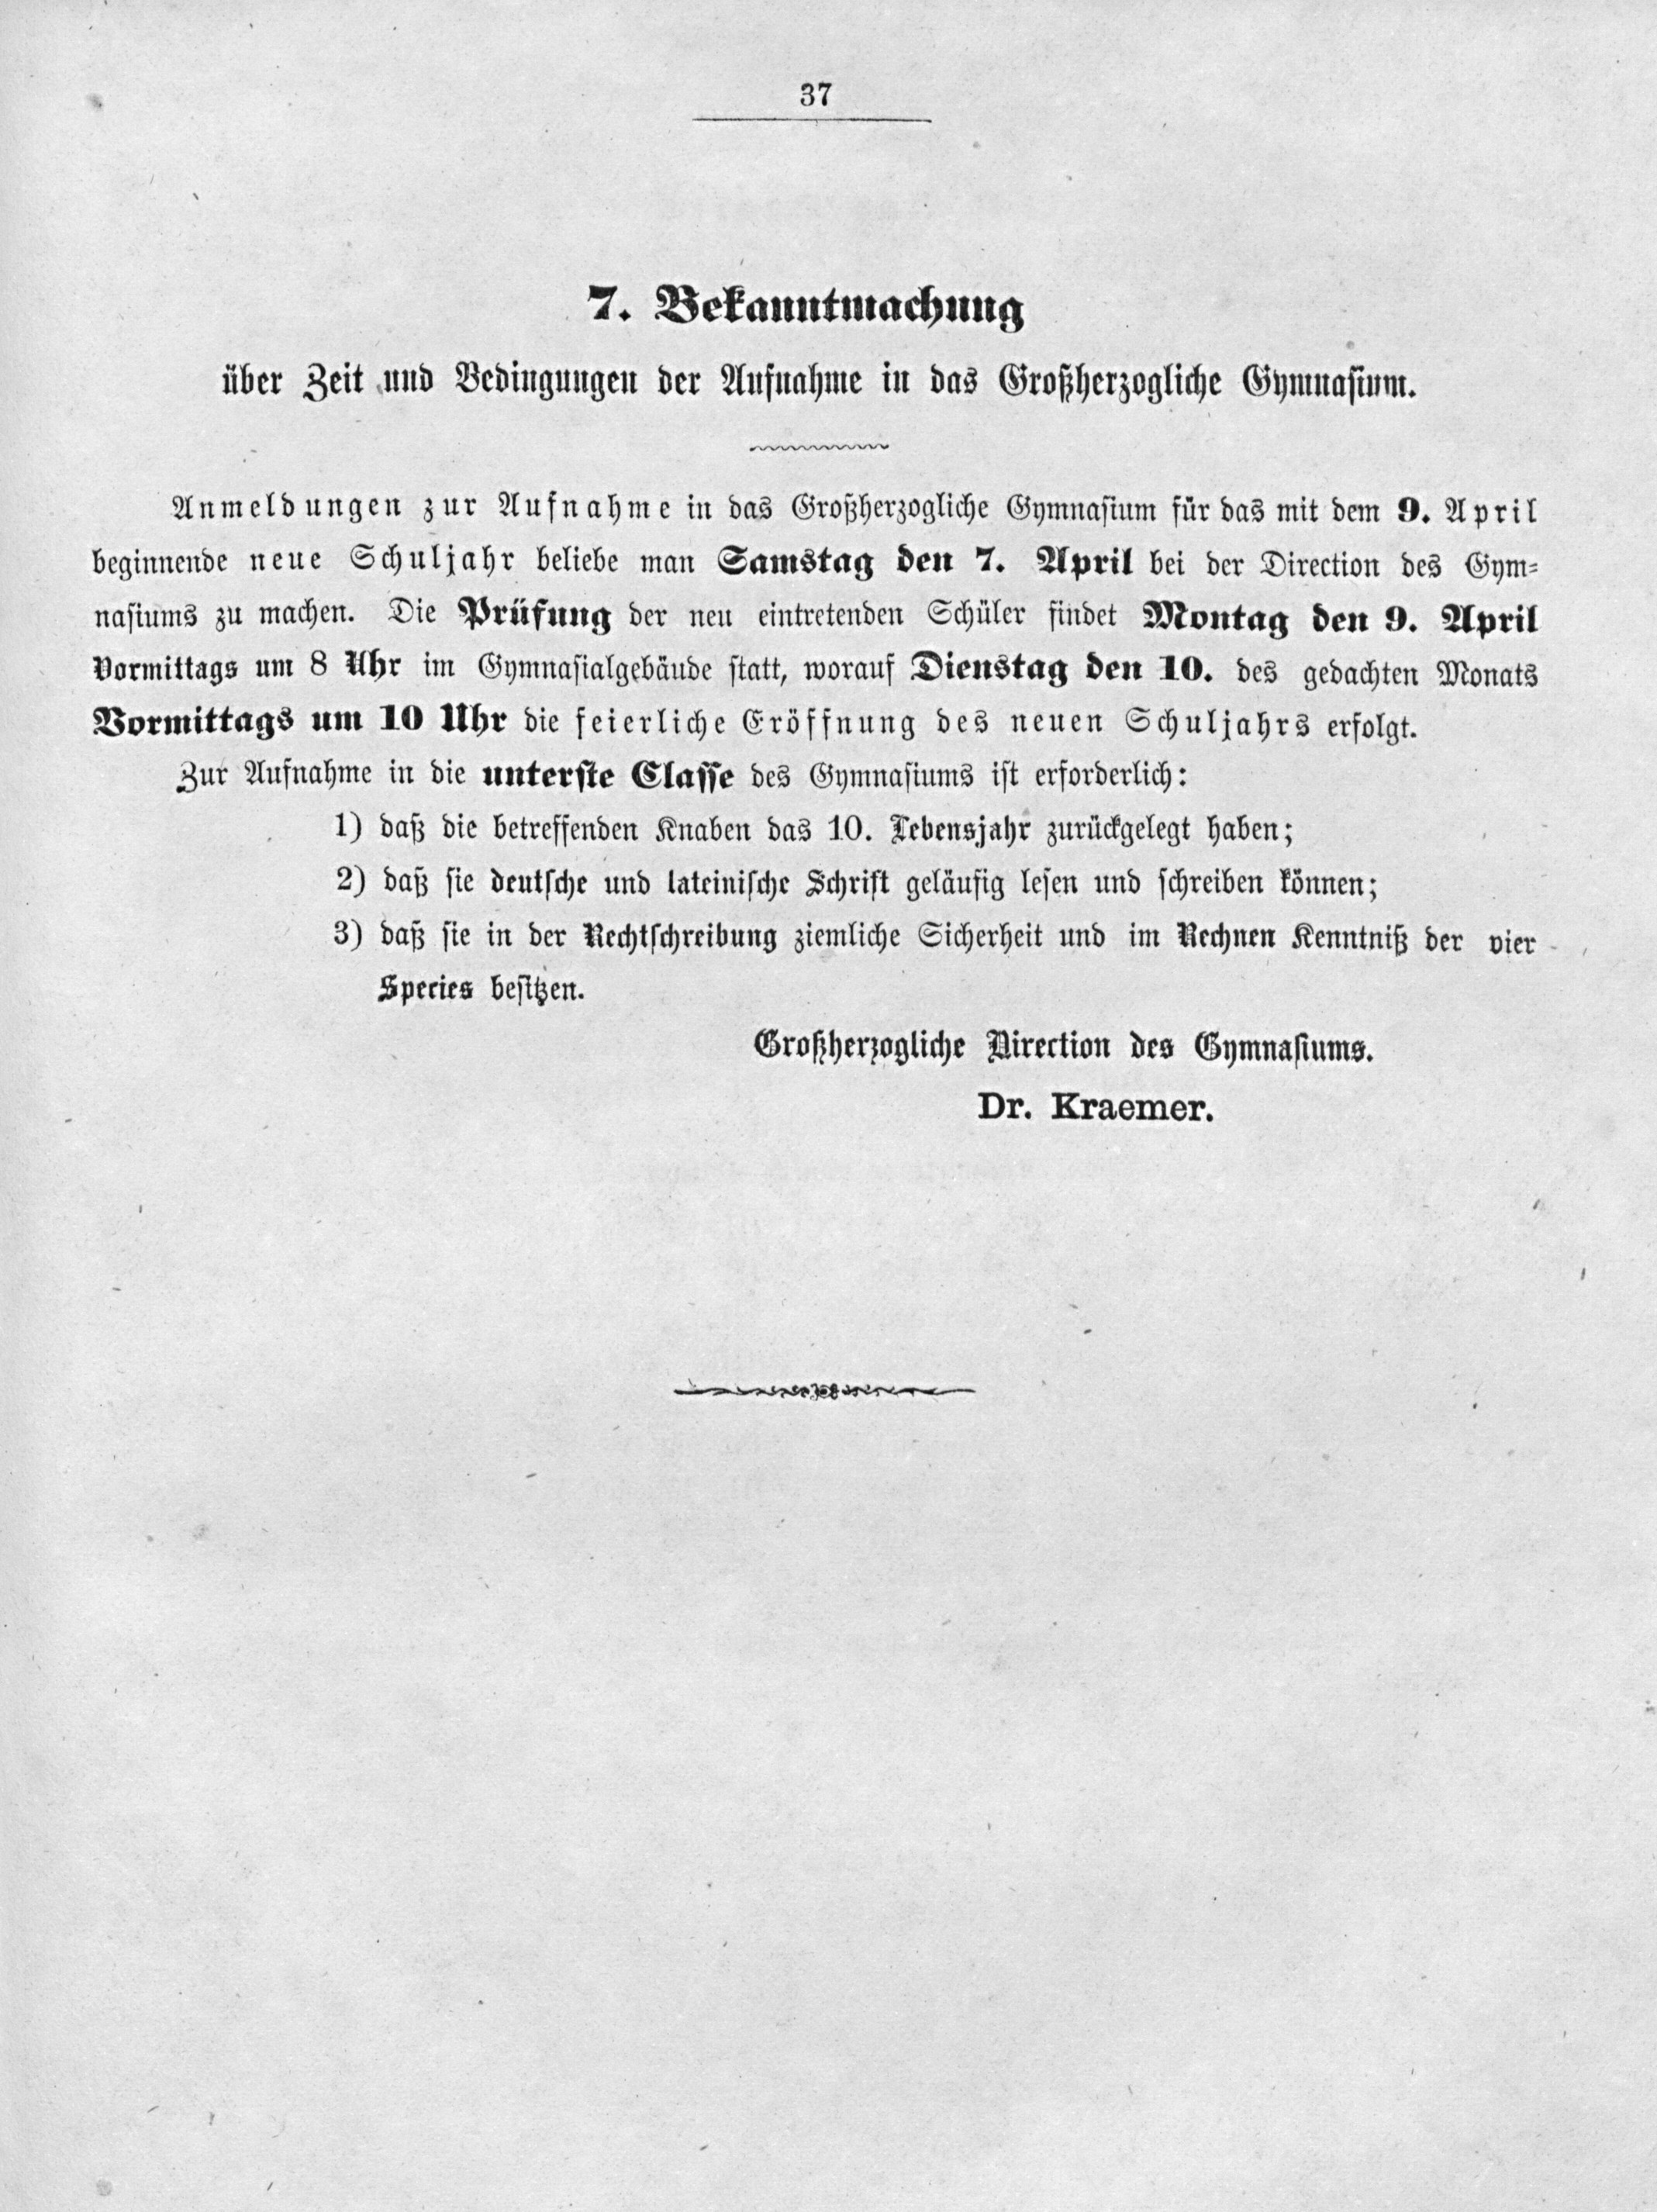 37
7. Bekanntmachung
über Zeit und Bedingungen der Aufnahme in das Großherzogliche Gymnasium.
Anmeldungen zur Aufnahme in das Großherzogliche Gymnasium für das mit dem 9. April
beginnende neue Schuljahr beliebe man Samstag den 7. April bei der Direction des Gym-
nasiums zu machen. Die Prüfung der neu eintretenden Schüler findet Montag den 9. April
Vormittags um 8 Uhr im Gymnasialgebäude statt, worauf Dienstag den 10. des gedachten Monats
Vormittags um 10 Uhr die feierliche Eröffnung des neuen Schuljahrs erfolgt.
Zur Aufnahme in die unterste Classe des Gymnasiums ist erforderlich:
1) daß die betreffenden Knaben das 10. Lebensjahr zurückgelegt haben;
2) daß sie deutsche und lateinische Schrift geläufig lesen und schreiben können;
3) daß sie in der Rechtschreibung ziemliche Sicherheit und im Rechnen Kenntniß der vier
Species besitzen.
Großherzogliche Direction des Gymnasiums.
Dr. Kraemer.